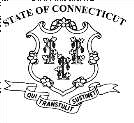 STATE OF CONNECTICUT
QUI TRANSTULIT SUSTINET